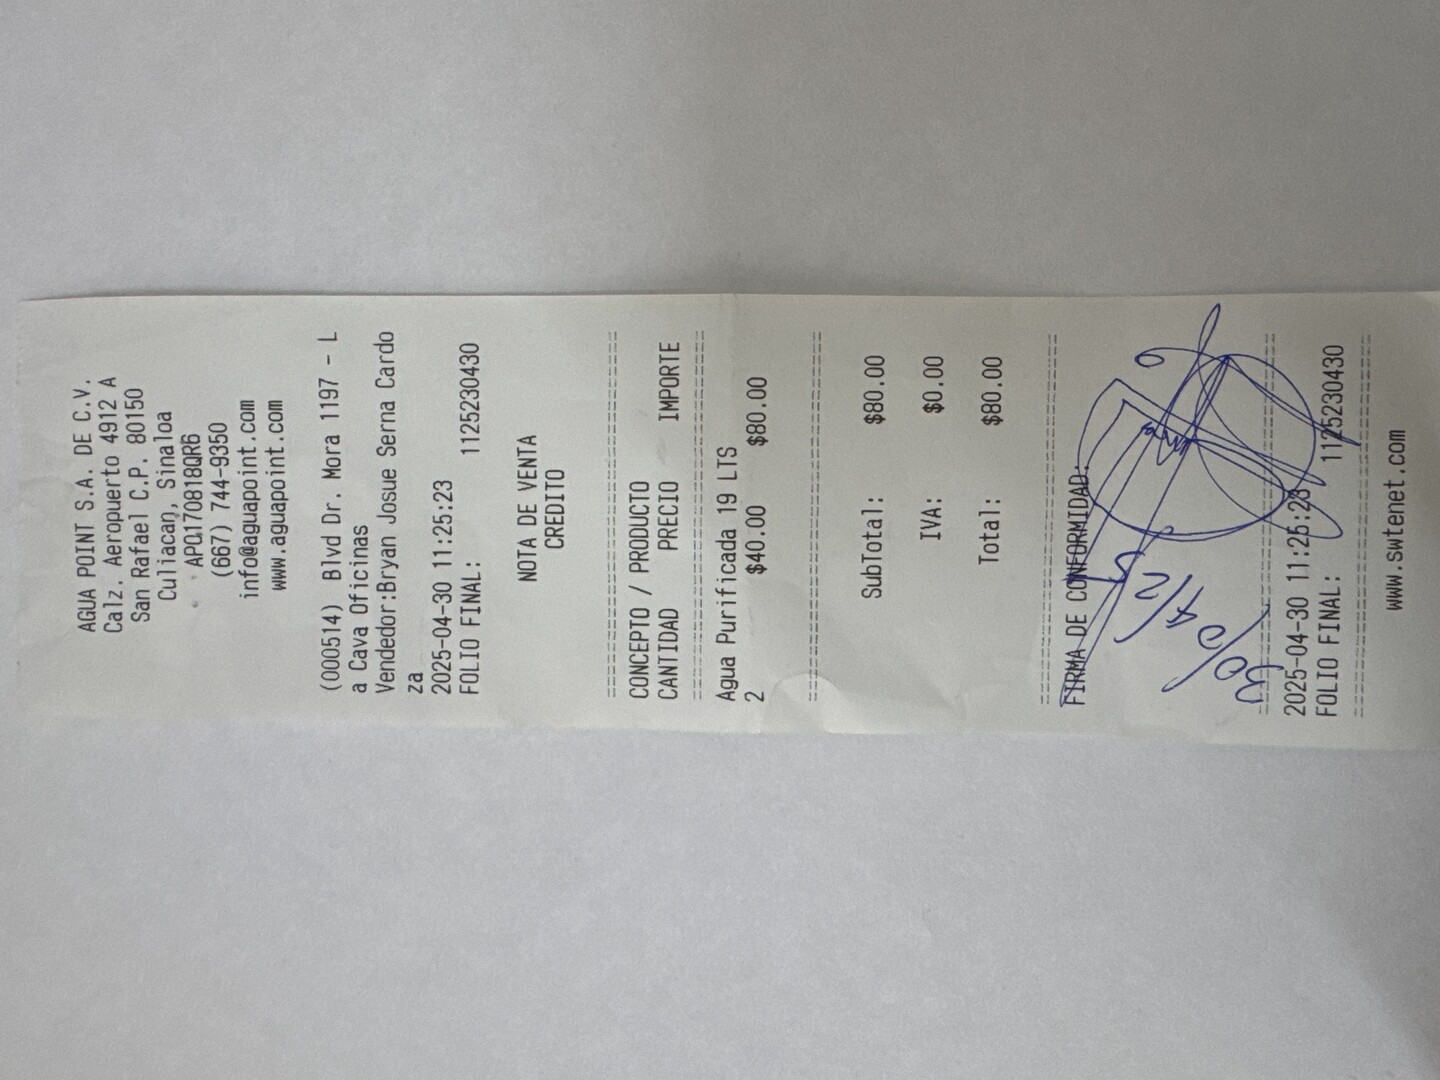 AGUA POINT S.A. DE C.V.
Calz. Aeropuerto 4912 A
San Rafael C.P. 80150
Culiacan, Sinaloa
APO170818QR6
(667) 744-9350
info@aguapoint.com
www.aguapoint.com
(000514) Blvd Dr. Mora 1197 - L
a Cava Oficinas
Vendedor:Bryan Josue Serna Cardo
za
2025-04-30 11:25:23
FOLIO FINAL: 1125230430
NOTA DE VENTA
CREDITO
CONCEPTO / PRODUCTO
CANTIDAD PRECIO IMPORTE
Agua Purificada 19 LTS
2 $40.00 $80.00
SubTotal: $80.00
IVA: $0.00
Total: $80.00
FIRMA DE CONFORMIDAD:
30/04/25
2025-04-30 11:25:23
FOLIO FINAL: 1125230430
www.swtenet.com